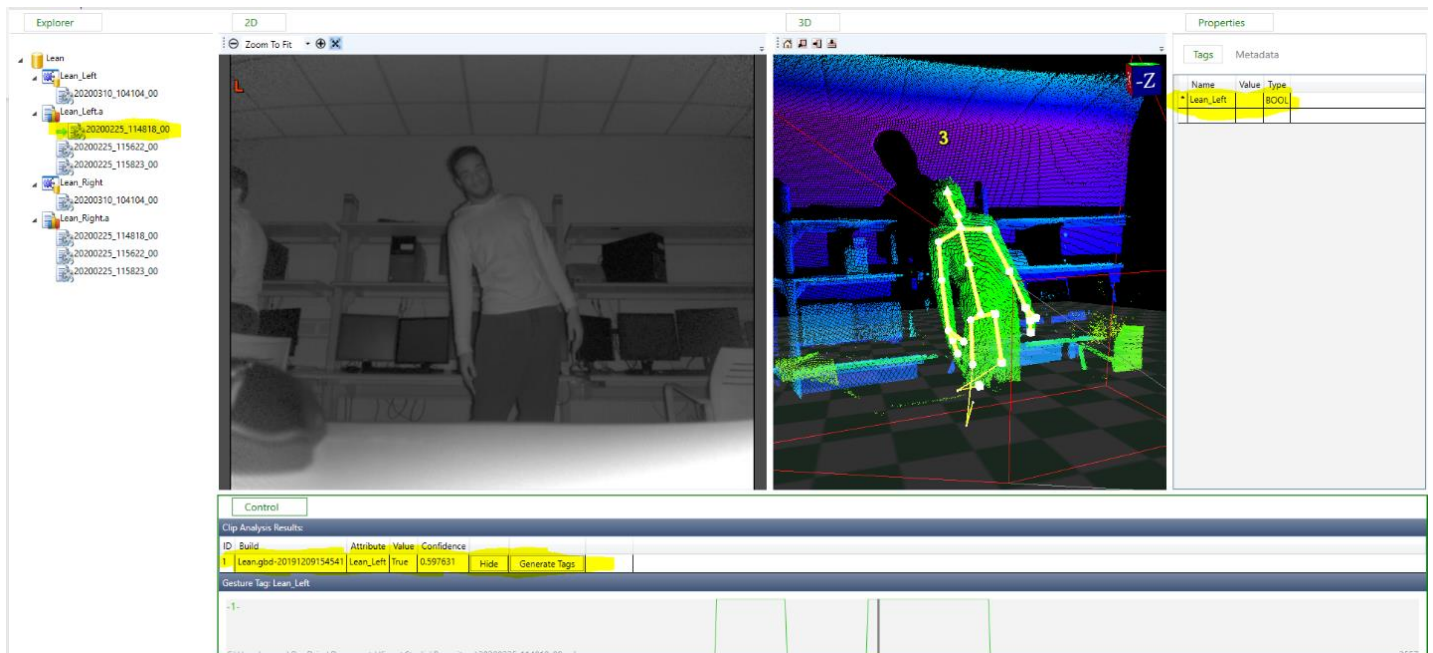 Explorer
2D
3D
Properties
Zoom To Fit
Tags Metadata
Lean
Lean_Left
20200310_104104_00
Lean_Left.a
20200225_114818_00
20200225_115622_00
20200225_115823_00
Lean_Right
20200310_104104_00
Lean_Right.a
20200225_114818_00
20200225_115622_00
20200225_115823_00
L
3
-Z
Name Value Type
* Lean_Left BOOL
Control
Clip Analysis Results:
ID Build Attribute Value Confidence
1 Lean.gbd-20191209154541 Lean_Left True 0.597631 Hide Generate Tags
Gesture Tag: Lean_Left
-1-